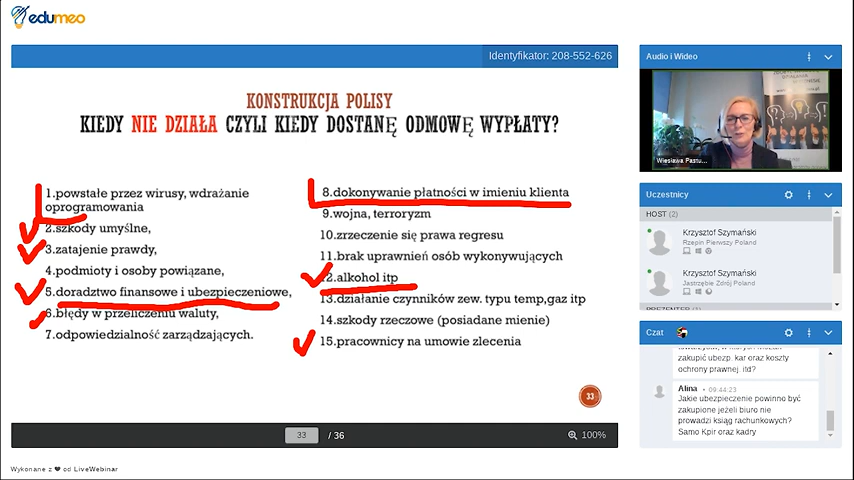 edumeo
Identyfikator: 208-552-626
KONSTRUKCJA POLISY
KIEDY NIE DZIAŁA CZYLI KIEDY DOSTANĘ ODMOWĘ WYPŁATY?
1.powstałe przez wirusy, wdrażanie
oprogramowania
2.szkody umyślne,
3.zatajenie prawdy,
4.podmioty i osoby powiązane,
5.doradztwo finansowe i ubezpieczeniowe,
6.błędy w przeliczeniu waluty,
7.odpowiedzialność zarządzających.
8.dokonywanie płatności w imieniu klienta
9.wojna, terroryzm
10.zrzeczenie się prawa regresu
11.brak uprawnień osób wykonywujących
12.alkohol itp
13.działanie czynników zew. typu temp,gaz itp
14.szkody rzeczowe (posiadane mienie)
15.pracownicy na umowie zlecenia
33
33 / 36
100%
Wykonane z ❤ od LiveWebinar
Audio i Wideo
Wiesława Pastu...
Uczestnicy
HOST (2)
Krzysztof Szymański
Rzepin Pierwszy Poland
Krzysztof Szymański
Jastrzębie Zdrój Poland
Czat
zakupić ubezp. kar oraz koszty
ochrony prawnej. itd?
Alina • 09:44:23
Jakie ubezpieczenie powinno być
zakupione jeżeli biuro nie
prowadzi ksiąg rachunkowych?
Samo Kpir oraz kadry